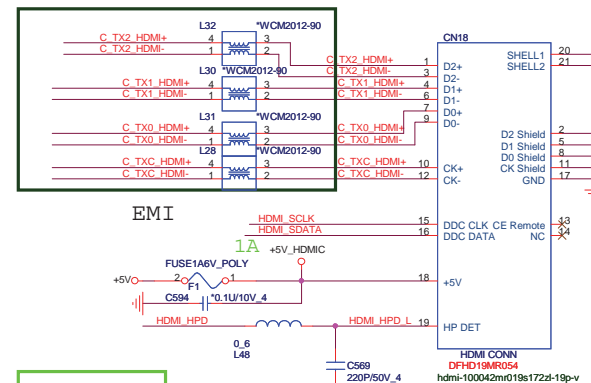 L32 *WCM2012-90
C_TX2_HDMI+ 4 3
C_TX2_HDMI- 1 2
L30 *WCM2012-90
C_TX1_HDMI+ 4 3
C_TX1_HDMI- 1 2
L31 *WCM2012-90
C_TX0_HDMI+ 4 3
C_TX0_HDMI- 1 2
L28 *WCM2012-90
C_TXC_HDMI+ 4 3
C_TXC_HDMI- 1 2
EMI
CN18
C_TX2_HDMI+ 1 D2+
C_TX2_HDMI- 3 D2-
C_TX1_HDMI+ 4 D1+
C_TX1_HDMI- 6 D1-
C_TX0_HDMI+ 7 D0+
C_TX0_HDMI- 9 D0-
C_TXC_HDMI+ 10 CK+
C_TXC_HDMI- 12 CK-
SHELL1 20
SHELL2 21
D2 Shield 2
D1 Shield 5
D0 Shield 8
CK Shield 11
GND 17
HDMI_SCLK 15 DDC CLK CE Remote 13
HDMI_SDATA 16 DDC DATA NC 14
1A +5V_HDMIC
FUSE1A6V_POLY
+5V 2 1 18 +5V
F1
C594 *0.1U/10V_4
HDMI_HPD HDMI_HPD_L 19 HP DET
0_6
L48
C569
220P/50V_4
HDMI CONN
DFHD19MR054
hdmi-100042mr019s172zl-19p-v